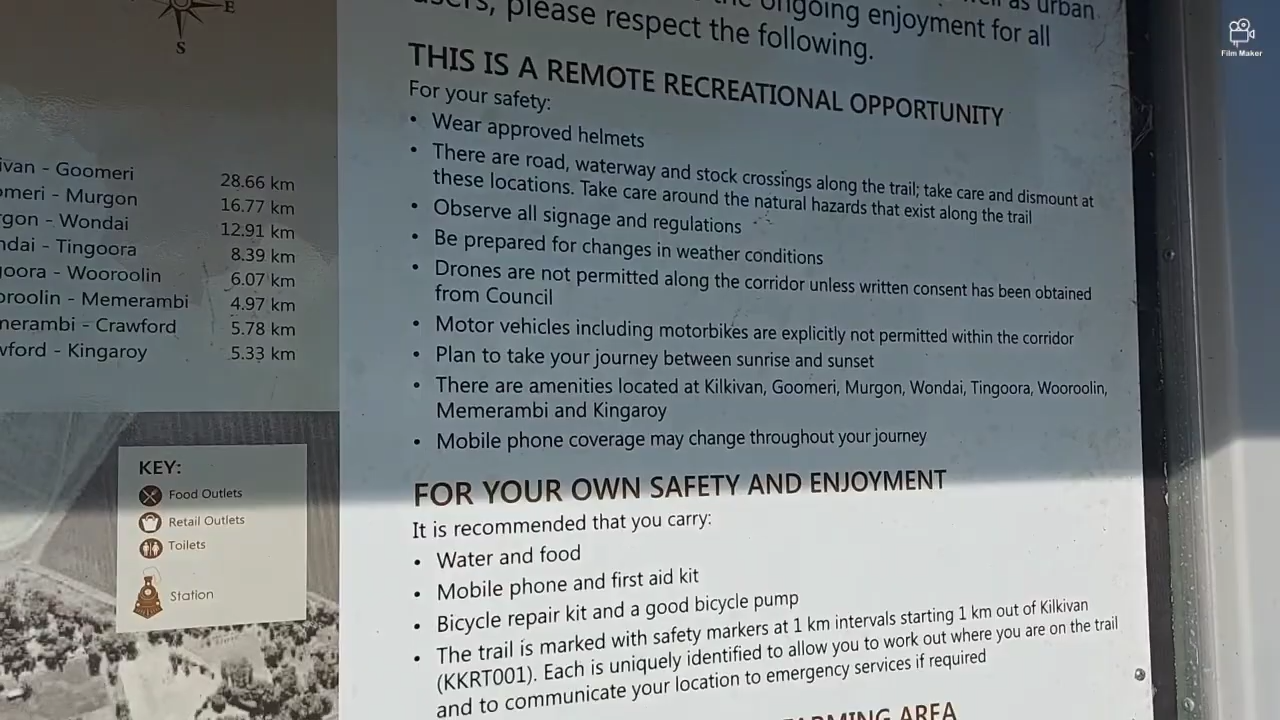 E
S
Film Maker
as urban
ongoing enjoyment for all
please respect the following.
THIS IS A REMOTE RECREATIONAL OPPORTUNITY
For your safety:
• Wear approved helmets
• There are road, waterway and stock crossings along the trail; take care and dismount at
these locations. Take care around the natural hazards that exist along the trail
• Observe all signage and regulations
• Be prepared for changes in weather conditions
• Drones are not permitted along the corridor unless written consent has been obtained
from Council
• Motor vehicles including motorbikes are explicitly not permitted within the corridor
• Plan to take your journey between sunrise and sunset
• There are amenities located at Kilkivan, Goomeri, Murgon, Wondai, Tingoora, Wooroolin,
Memerambi and Kingaroy
• Mobile phone coverage may change throughout your journey
FOR YOUR OWN SAFETY AND ENJOYMENT
It is recommended that you carry:
• Water and food
• Mobile phone and first aid kit
• Bicycle repair kit and a good bicycle pump
• The trail is marked with safety markers at 1 km intervals starting 1 km out of Kilkivan
(KKRT001). Each is uniquely identified to allow you to work out where you are on the trail
and to communicate your location to emergency services if required
AREA
ivan - Goomeri 28.66 km
omeri - Murgon 16.77 km
rgon - Wondai 12.91 km
ndai - Tingoora 8.39 km
goora - Wooroolin 6.07 km
oroolin - Memerambi 4.97 km
merambi - Crawford 5.78 km
wford - Kingaroy 5.33 km
KEY:
Food Outlets
Retail Outlets
Toilets
Station